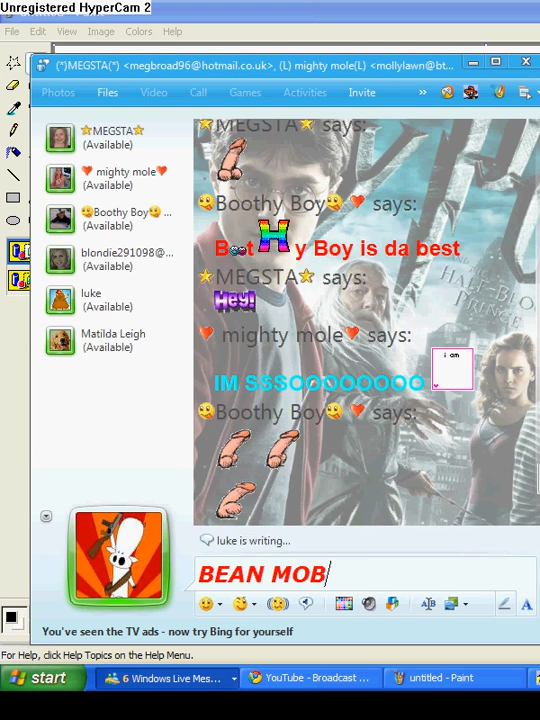 Unregistered HyperCam 2
File Edit View Image Colors Help
(*)MEGSTA(*) <megbroad96@hotmail.co.uk>, (L) mighty mole(L) <mollylawn@bt...
Photos Files Video Call Games Activities Invite »
MEGSTA
(Available)
mighty mole
(Available)
Boothy Boy ...
(Available)
blondie291098@...
(Available)
luke
(Available)
Matilda Leigh
(Available)
MEGSTA says:
Boothy Boy says:
B t H y Boy is da best
MEGSTA says:
Hey!
mighty mole says:
IM SSSOOOOOOOO i am
Boothy Boy says:
HARRY
PRINCE
luke is writing...
BEAN MOB
You've seen the TV ads - now try Bing for yourself
For Help, click Help Topics on the Help Menu.
start 6 Windows Live Mes... YouTube - Broadcast ... untitled - Paint